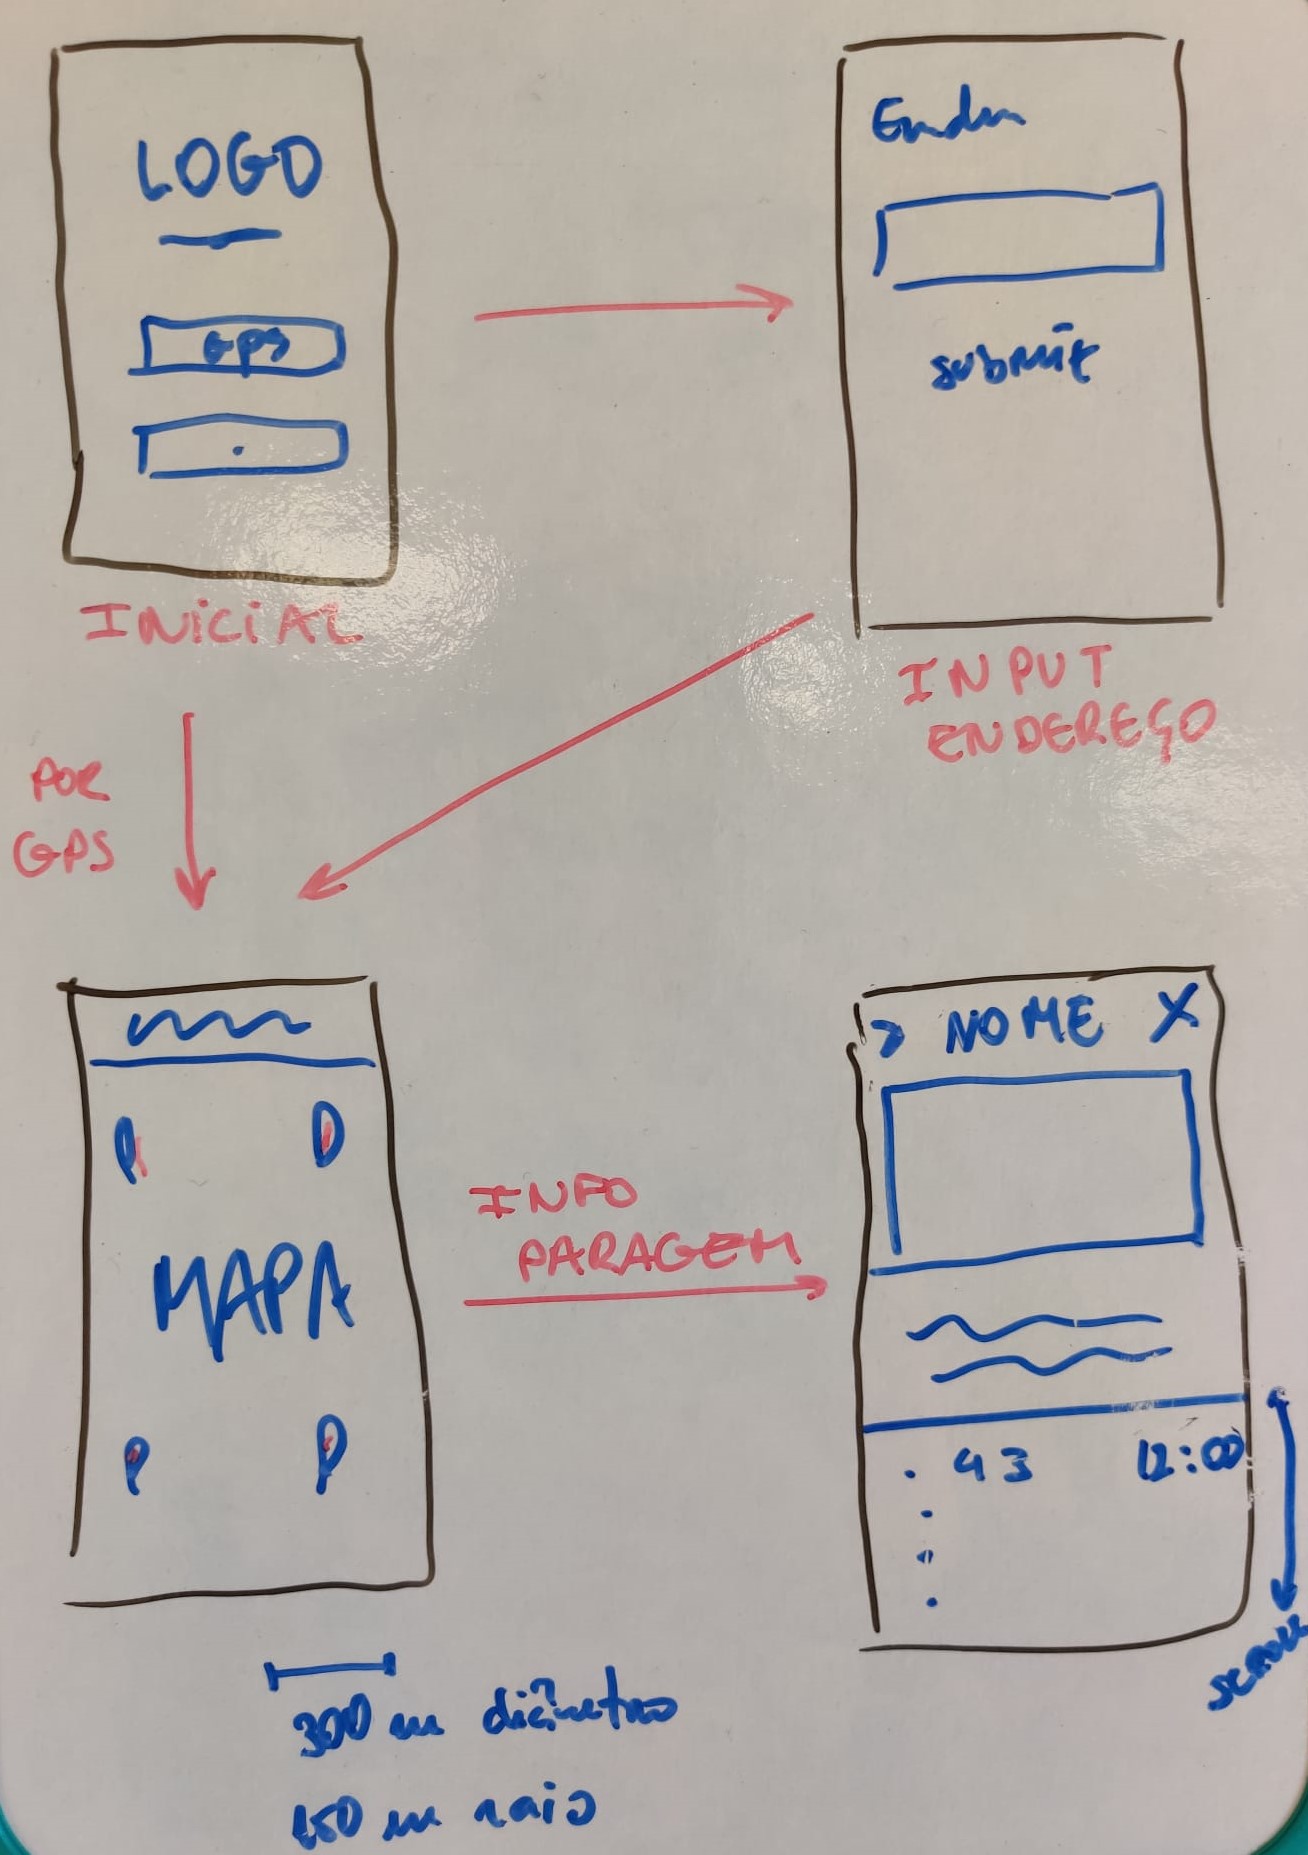 LOGO
GPS
INICIAL
submit
INPUT
ENDEREÇO
POR
GPS
MAPA
P
P
INFO
PARAGEM
> NOME X
. 43 12:00
SCROLL
300 m diâmetro
150 m raio